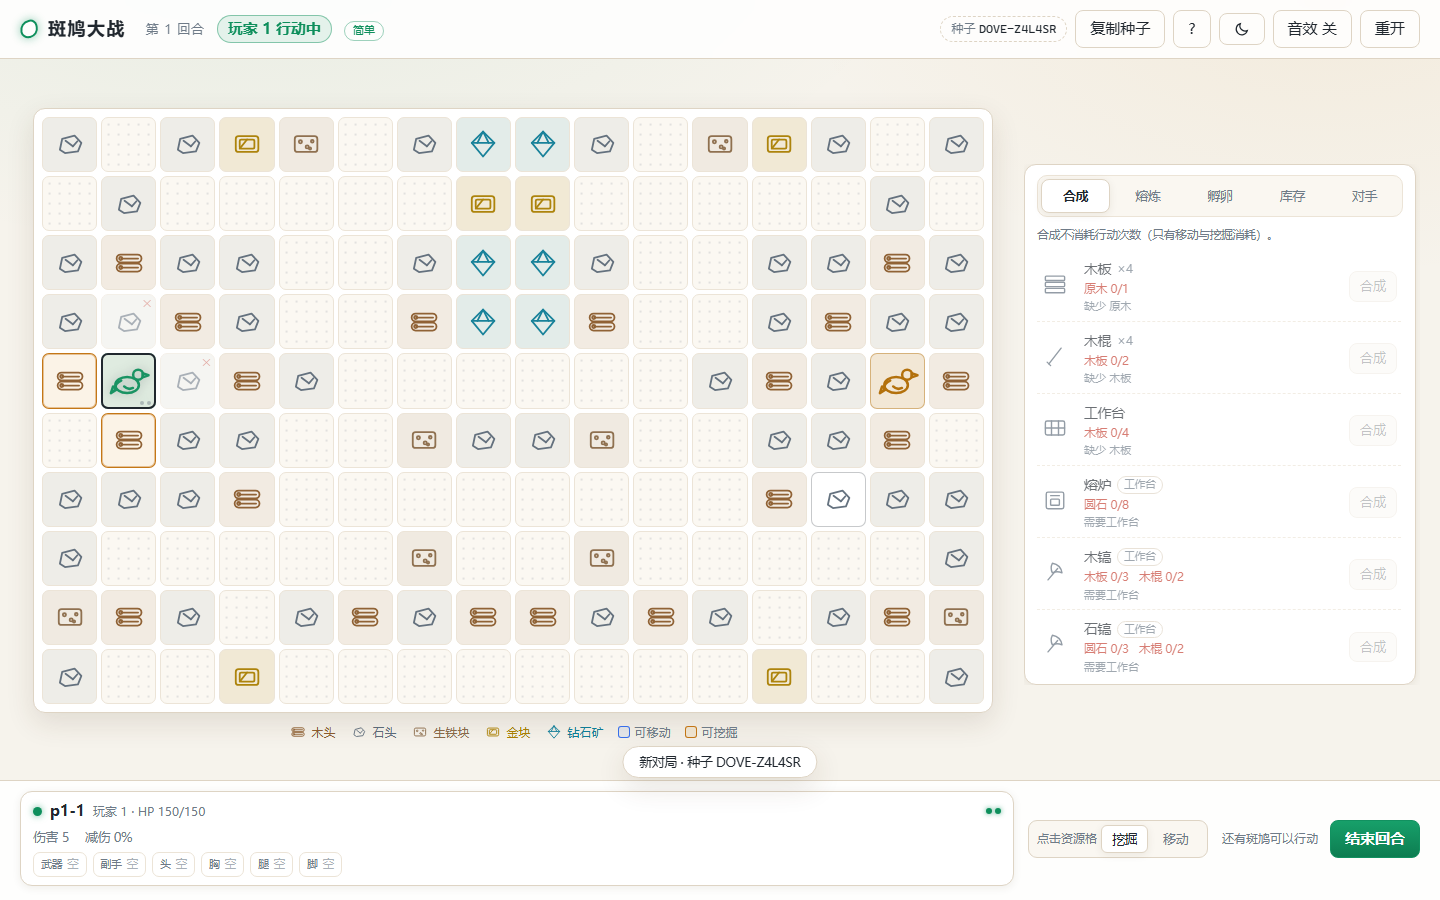 斑鸠大战 第 1 回合 玩家 1 行动中 简单 种子 DOVE-Z4L4SR 复制种子 ? 音效 关 重开
合成 熔炼 孵卵 库存 对手
合成不消耗行动次数（只有移动与挖掘消耗）。
木板 ×4
原木 0/1
缺少 原木
合成
木棍 ×4
木板 0/2
缺少 木板
合成
工作台
木板 0/4
缺少 木板
合成
熔炉 工作台
圆石 0/8
需要工作台
合成
木镐 工作台
木板 0/3 木棍 0/2
需要工作台
合成
石镐 工作台
圆石 0/3 木棍 0/2
需要工作台
合成
木头 石头 生铁块 金块 钻石矿 可移动 可挖掘
新对局 · 种子 DOVE-Z4L4SR
p1-1 玩家 1 · HP 150/150
伤害 5 减伤 0%
武器 空 副手 空 头 空 胸 空 腿 空 脚 空
点击资源格 挖掘 移动 还有斑鸠可以行动 结束回合